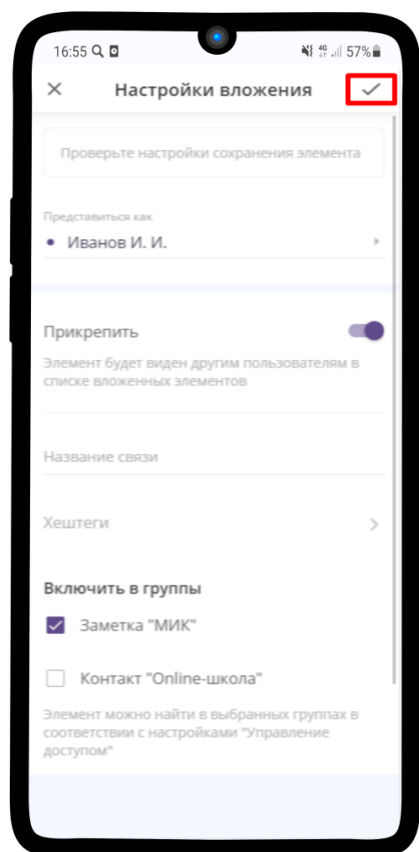 16:55
4G
57%
Настройки вложения
Проверьте настройки сохранения элемента
Представиться как
Иванов И. И.
Прикрепить
Элемент будет виден другим пользователям в
списке вложенных элементов
Название связи
Хештеги
Включить в группы
Заметка "МИК"
Контакт "Online-школа"
Элемент можно найти в выбранных группах в
соответствии с настройками "Управление
доступом"